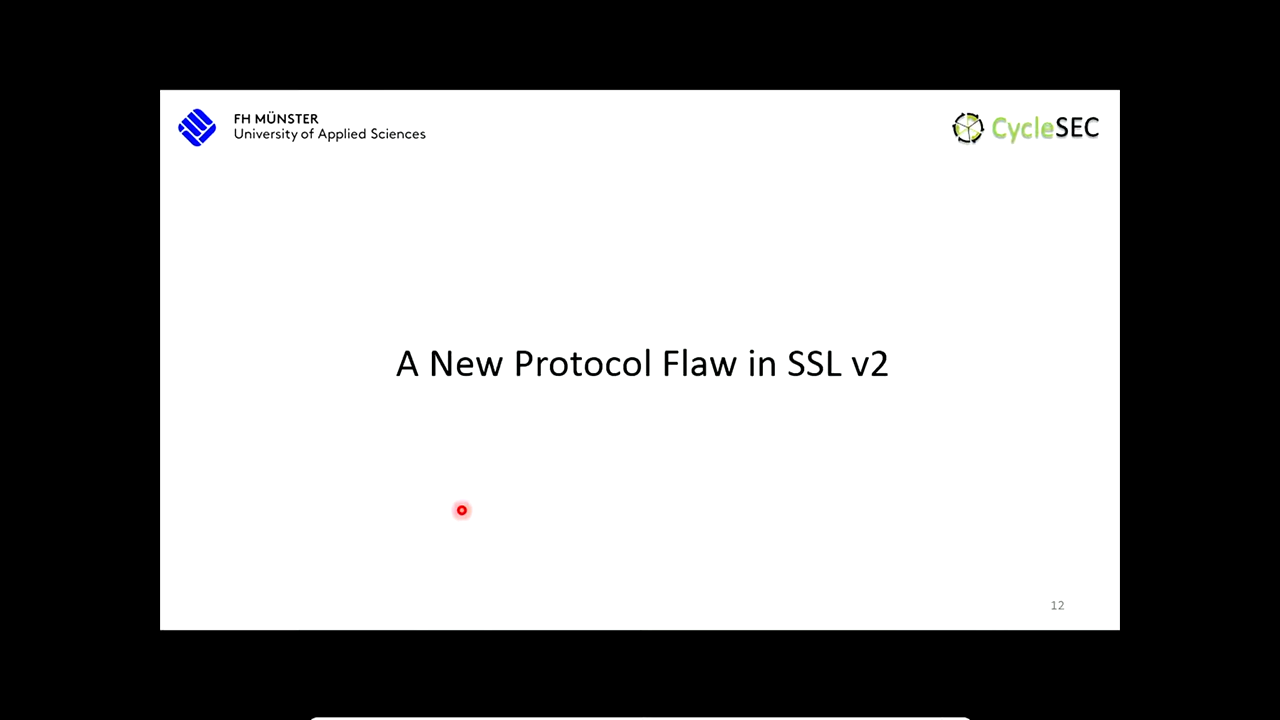 FH MÜNSTER
University of Applied Sciences
CycleSEC
A New Protocol Flaw in SSL v2
12